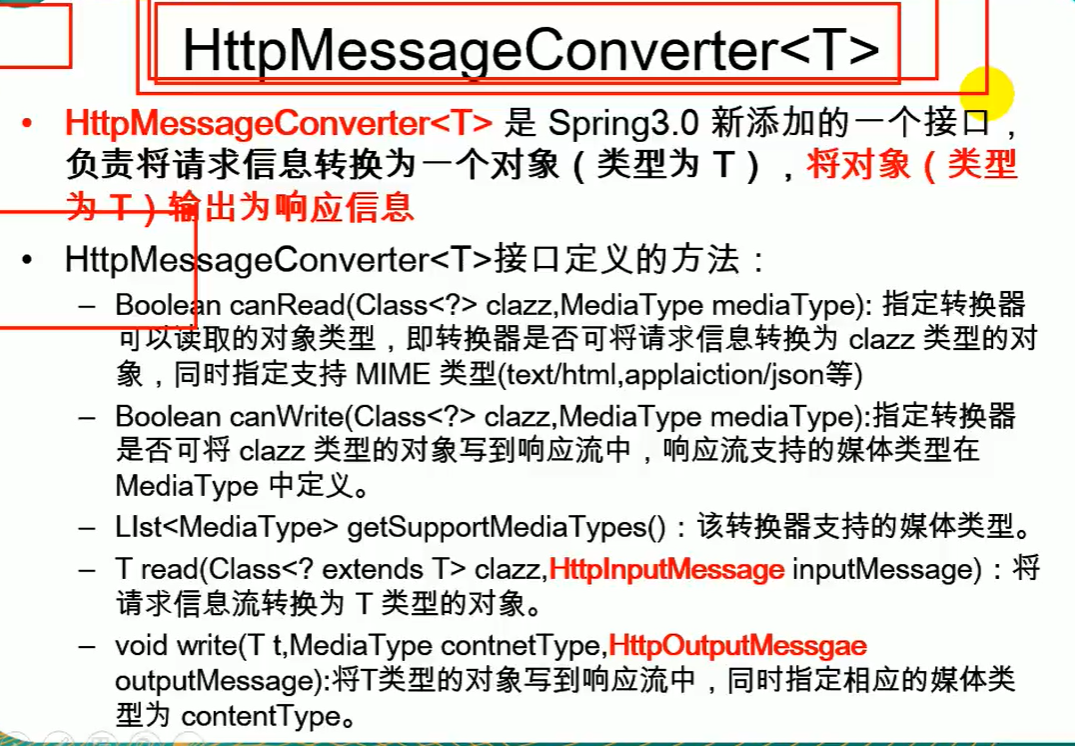 HttpMessageConverter<T>
• HttpMessageConverter<T> 是 Spring3.0 新添加的一个接口，
负责将请求信息转换为一个对象（类型为 T），将对象（类型
为 T）输出为响应信息
• HttpMessageConverter<T>接口定义的方法：
– Boolean canRead(Class<?> clazz,MediaType mediaType): 指定转换器
可以读取的对象类型，即转换器是否可将请求信息转换为 clazz 类型的对
象，同时指定支持 MIME 类型(text/html,applaiction/json等)
– Boolean canWrite(Class<?> clazz,MediaType mediaType):指定转换器
是否可将 clazz 类型的对象写到响应流中，响应流支持的媒体类型在
MediaType 中定义。
– LIst<MediaType> getSupportMediaTypes()：该转换器支持的媒体类型。
– T read(Class<? extends T> clazz,HttpInputMessage inputMessage)：将
请求信息流转换为 T 类型的对象。
– void write(T t,MediaType contnetType,HttpOutputMessgae
outputMessage):将T类型的对象写到响应流中，同时指定相应的媒体类
型为 contentType。